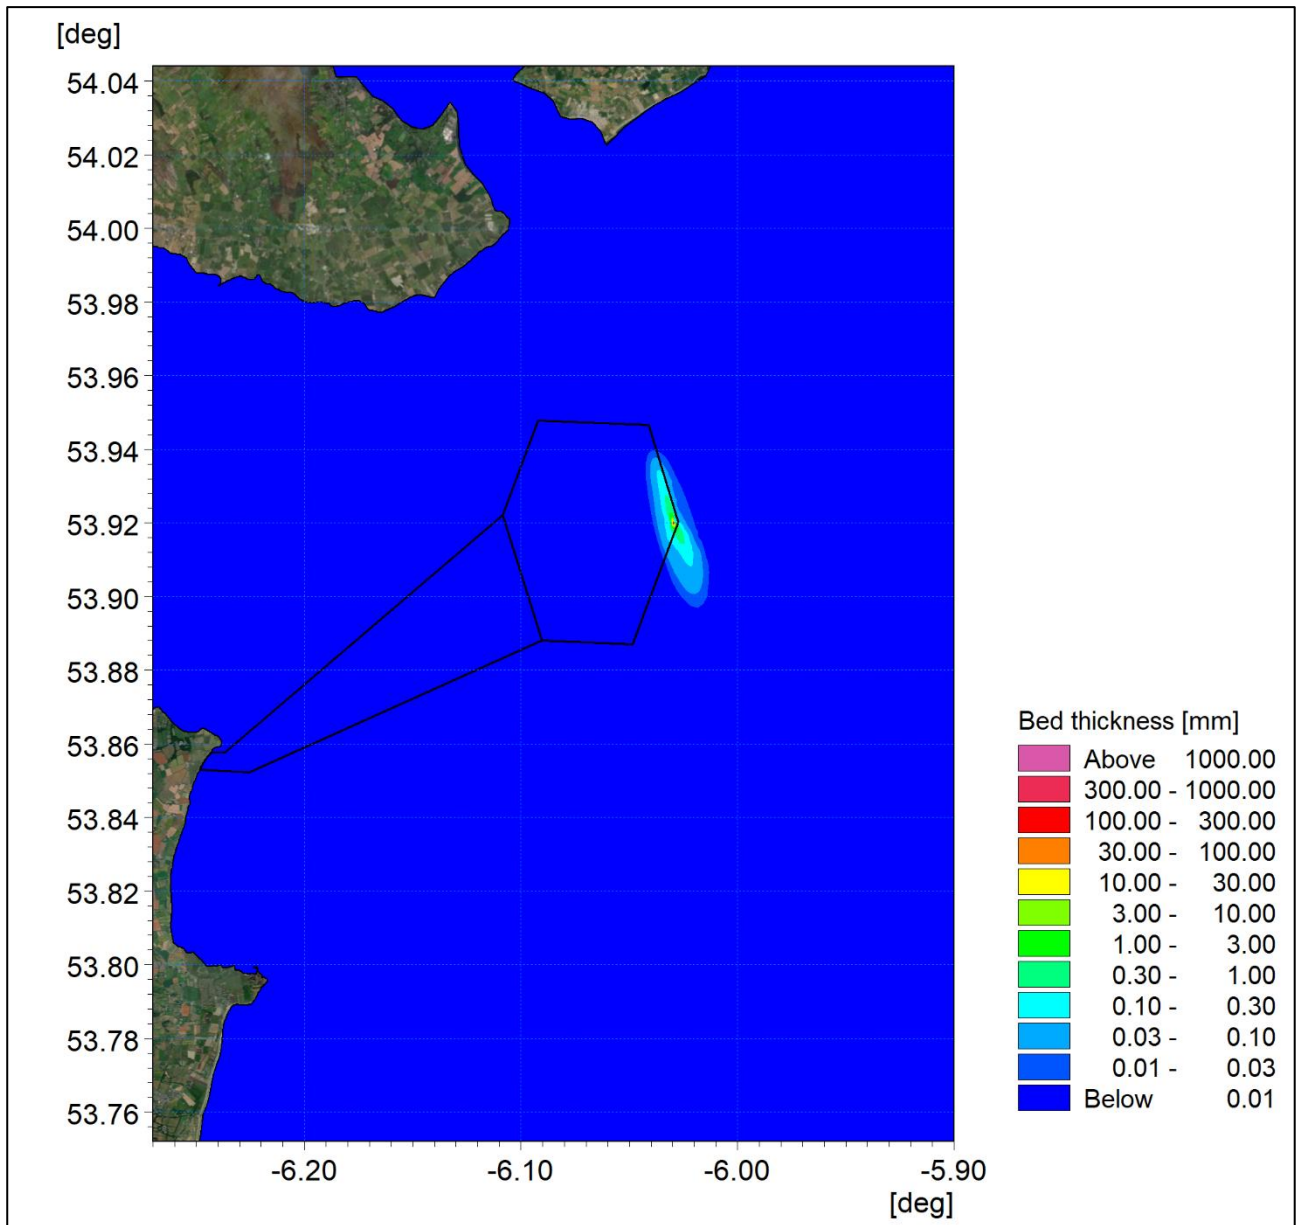 [deg]
54.04
54.02
54.00
53.98
53.96
53.94
53.92
53.90
53.88
53.86
53.84
53.82
53.80
53.78
53.76
-6.20 -6.10 -6.00 -5.90
[deg]
Bed thickness [mm]
Above 1000.00
300.00 - 1000.00
100.00 - 300.00
30.00 - 100.00
10.00 - 30.00
3.00 - 10.00
1.00 - 3.00
0.30 - 1.00
0.10 - 0.30
0.03 - 0.10
0.01 - 0.03
Below 0.01